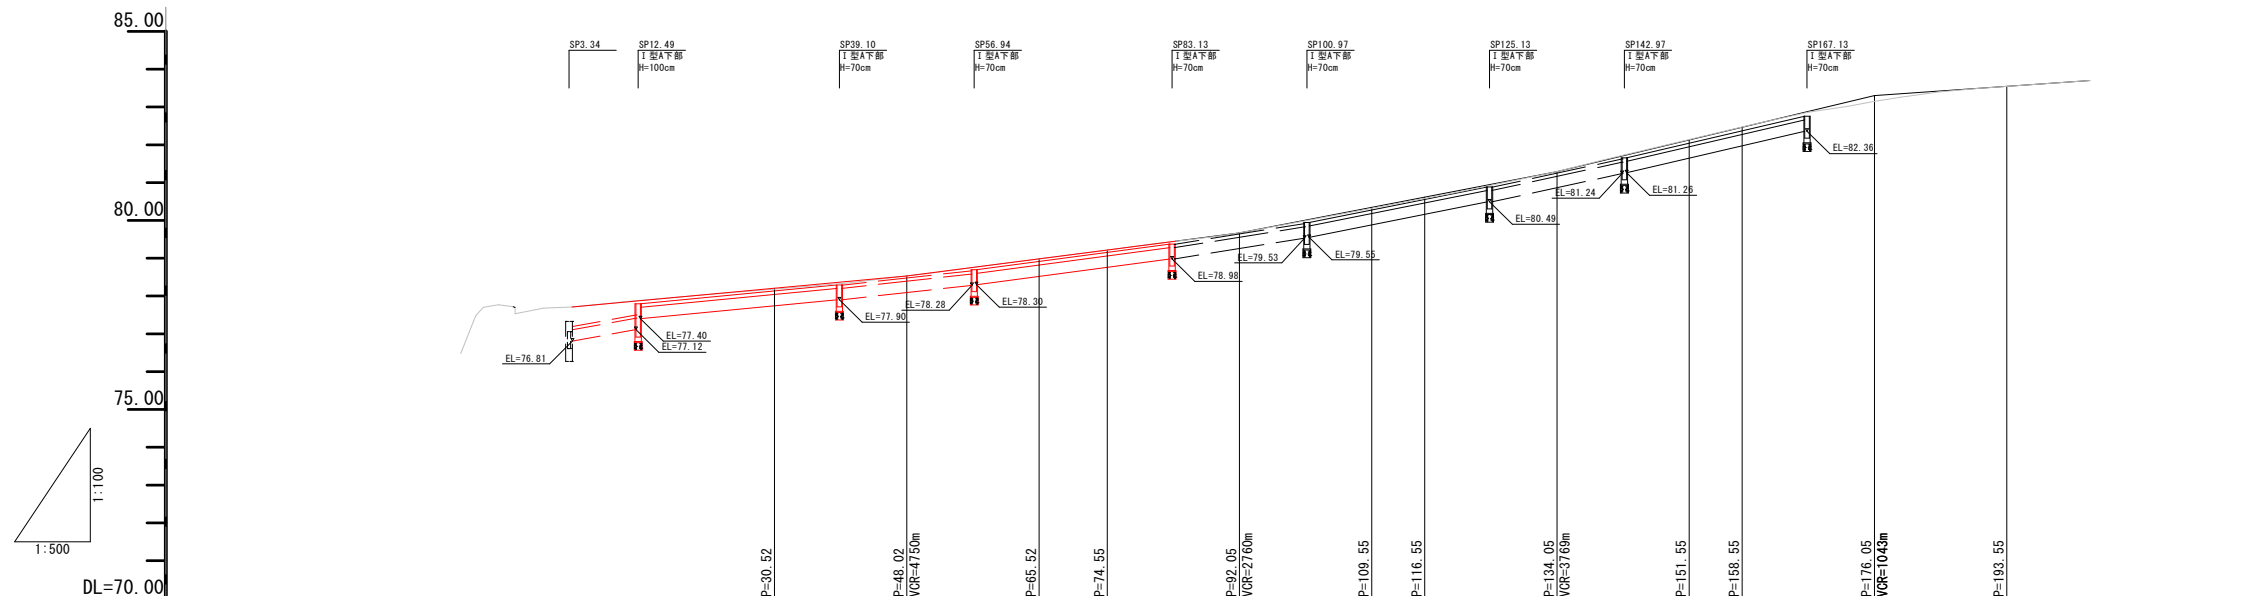 85.00
80.00
75.00
DL=70.00
1:100
1:500
SP3.34
SP12.49
Ⅰ型A下部
H=100cm
SP39.10
Ⅰ型A下部
H=70cm
SP56.94
Ⅰ型A下部
H=70cm
SP83.13
Ⅰ型A下部
H=70cm
SP100.97
Ⅰ型A下部
H=70cm
SP125.13
Ⅰ型A下部
H=70cm
SP142.97
Ⅰ型A下部
H=70cm
SP167.13
Ⅰ型A下部
H=70cm
EL=76.81
EL=77.40
EL=77.12
EL=77.90
EL=78.28
EL=78.30
EL=78.98
EL=79.53
EL=79.55
EL=80.49
EL=81.24
EL=81.26
EL=82.36
P=30.52
P=48.02
VCR=4750m
P=65.52
P=74.55
P=92.05
VCR=2760m
P=109.55
P=116.55
P=134.05
VCR=3769m
P=151.55
P=158.55
P=176.05
VCR=1043m
P=193.55